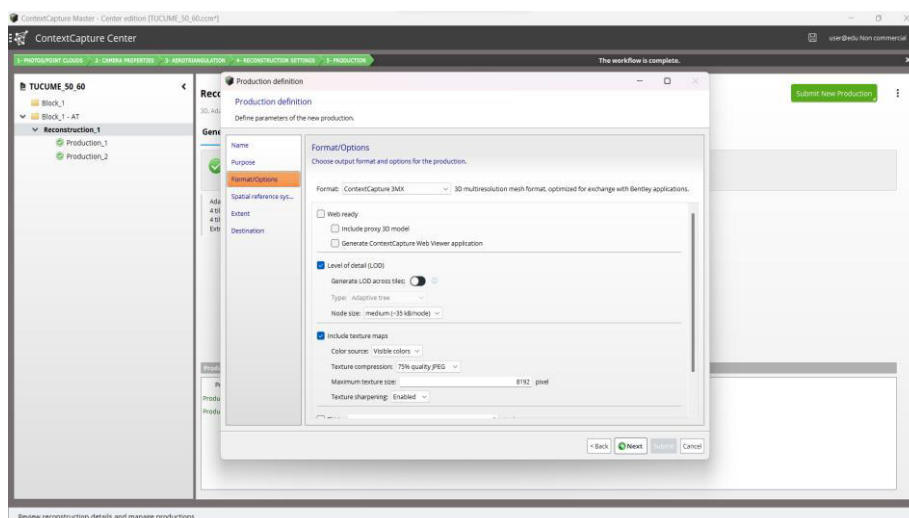 ContextCapture Master - Center edition [TUCUME_50_60.ccm*]
ContextCapture Center
user@edu Non commercial
1- PHOTOS/POINT CLOUDS
2- CAMERA PROPERTIES
3- AEROTRIANGULATION
4- RECONSTRUCTION SETTINGS
5- PRODUCTION
The workflow is complete.
TUCUME_50_60
Block_1
Block_1 - AT
Reconstruction_1
Production_1
Production_2
Submit New Production
Production definition
Production definition
Define parameters of the new production.
Name
Purpose
Format/Options
Spatial reference sys...
Extent
Destination
Format/Options
Choose output format and options for the production.
Format: ContextCapture 3MX 3D multiresolution mesh format, optimized for exchange with Bentley applications.
Web ready
Include proxy 3D model
Generate ContextCapture Web Viewer application
Level of detail (LOD)
Generate LOD across tiles:
Type: Adaptive tree
Node size: medium (~35 kB/node)
Include texture maps
Color source: Visible colors
Texture compression: 75% quality JPEG
Maximum texture size: 8192 pixel
Texture sharpening: Enabled
< Back
Next
Submit
Cancel
Review reconstruction details and manage productions.